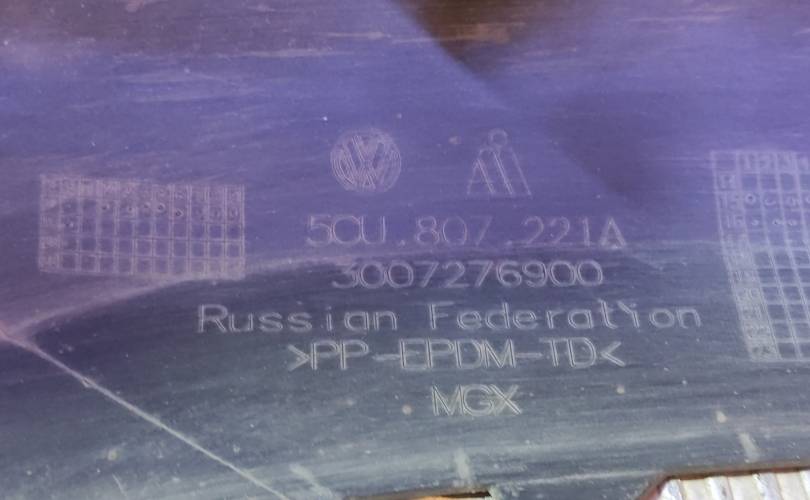 5CU.807.221A
3007276900
Russian Federation
>PP-EPDM-TD<
MGX